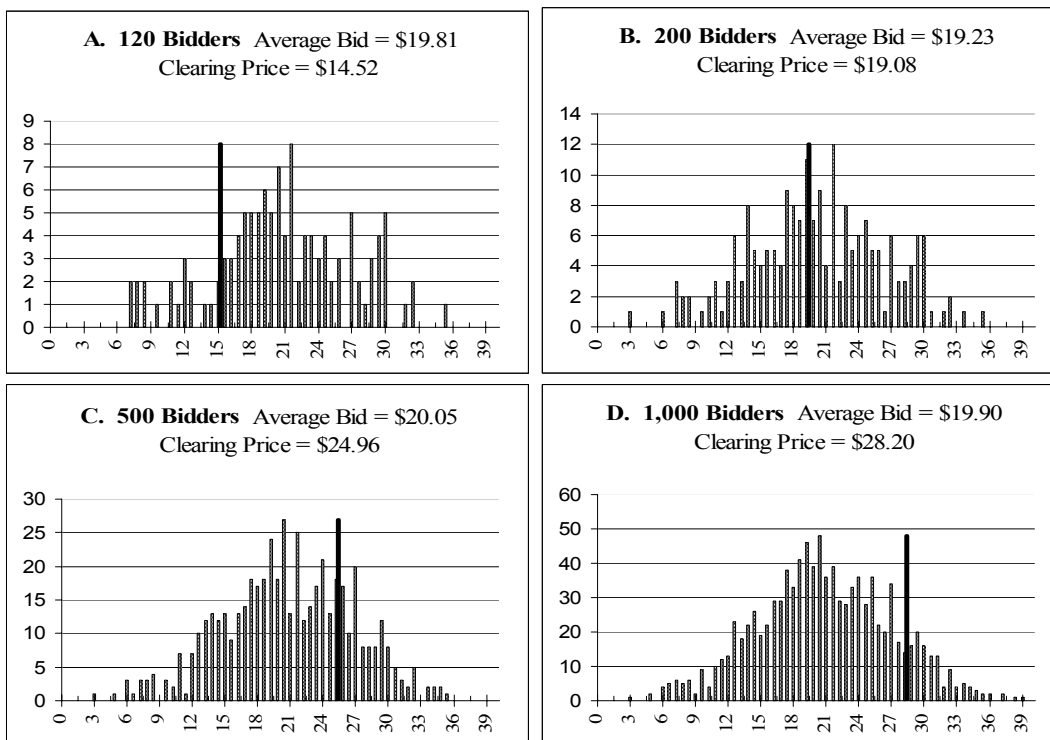 A. 120 Bidders Average Bid = $19.81
Clearing Price = $14.52
9
8
7
6
5
4
3
2
1
0
0 3 6 9 12 15 18 21 24 27 30 33 36 39
B. 200 Bidders Average Bid = $19.23
Clearing Price = $19.08
14
12
10
8
6
4
2
0
0 3 6 9 12 15 18 21 24 27 30 33 36 39
C. 500 Bidders Average Bid = $20.05
Clearing Price = $24.96
30
25
20
15
10
5
0
0 3 6 9 12 15 18 21 24 27 30 33 36 39
D. 1,000 Bidders Average Bid = $19.90
Clearing Price = $28.20
60
50
40
30
20
10
0
0 3 6 9 12 15 18 21 24 27 30 33 36 39